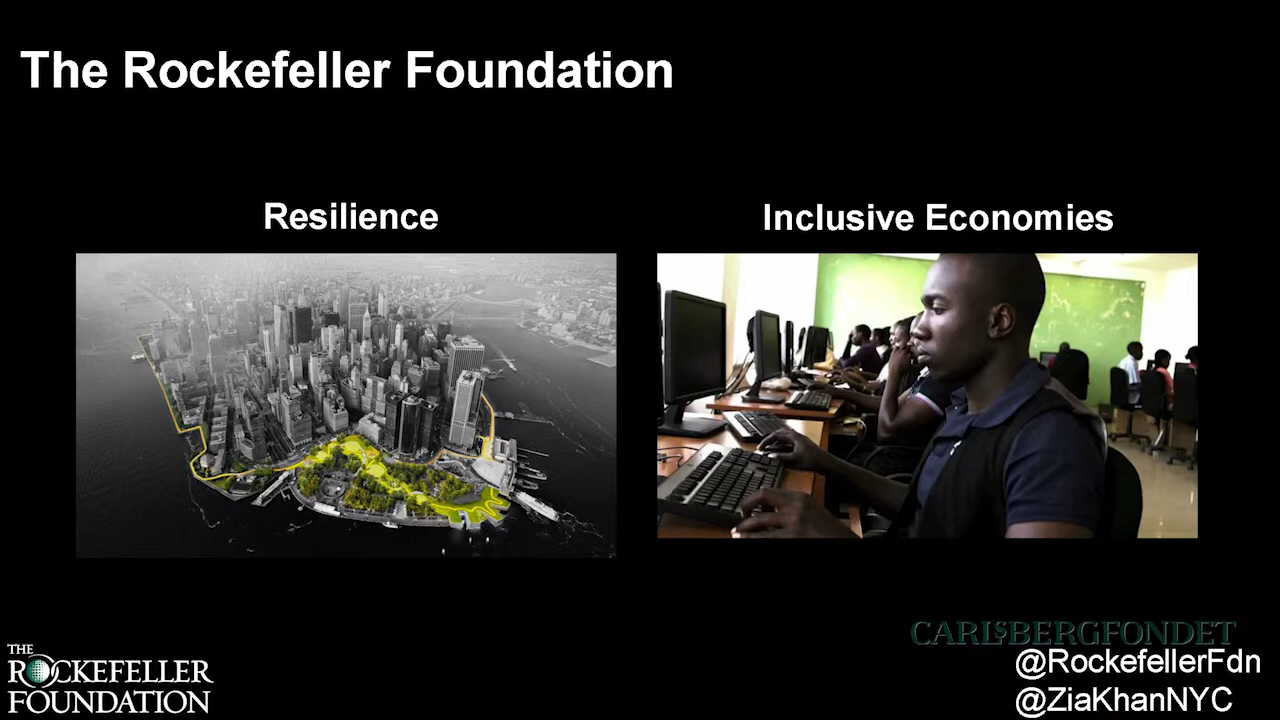 The Rockefeller Foundation
Resilience
Inclusive Economies
THE
ROCKEFELLER
FOUNDATION
CARLSBERGFONDET
@RockefellerFdn
@ZiaKhanNYC